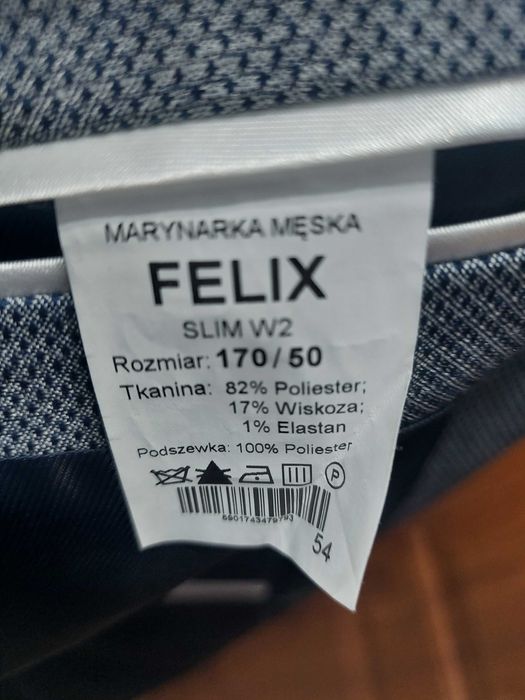 MARYNARKA MĘSKA
FELIX
SLIM W2
Rozmiar: 170/50
Tkanina: 82% Poliester;
17% Wiskoza;
1% Elastan
Podszewka: 100% Poliester
P
5901743479793
54